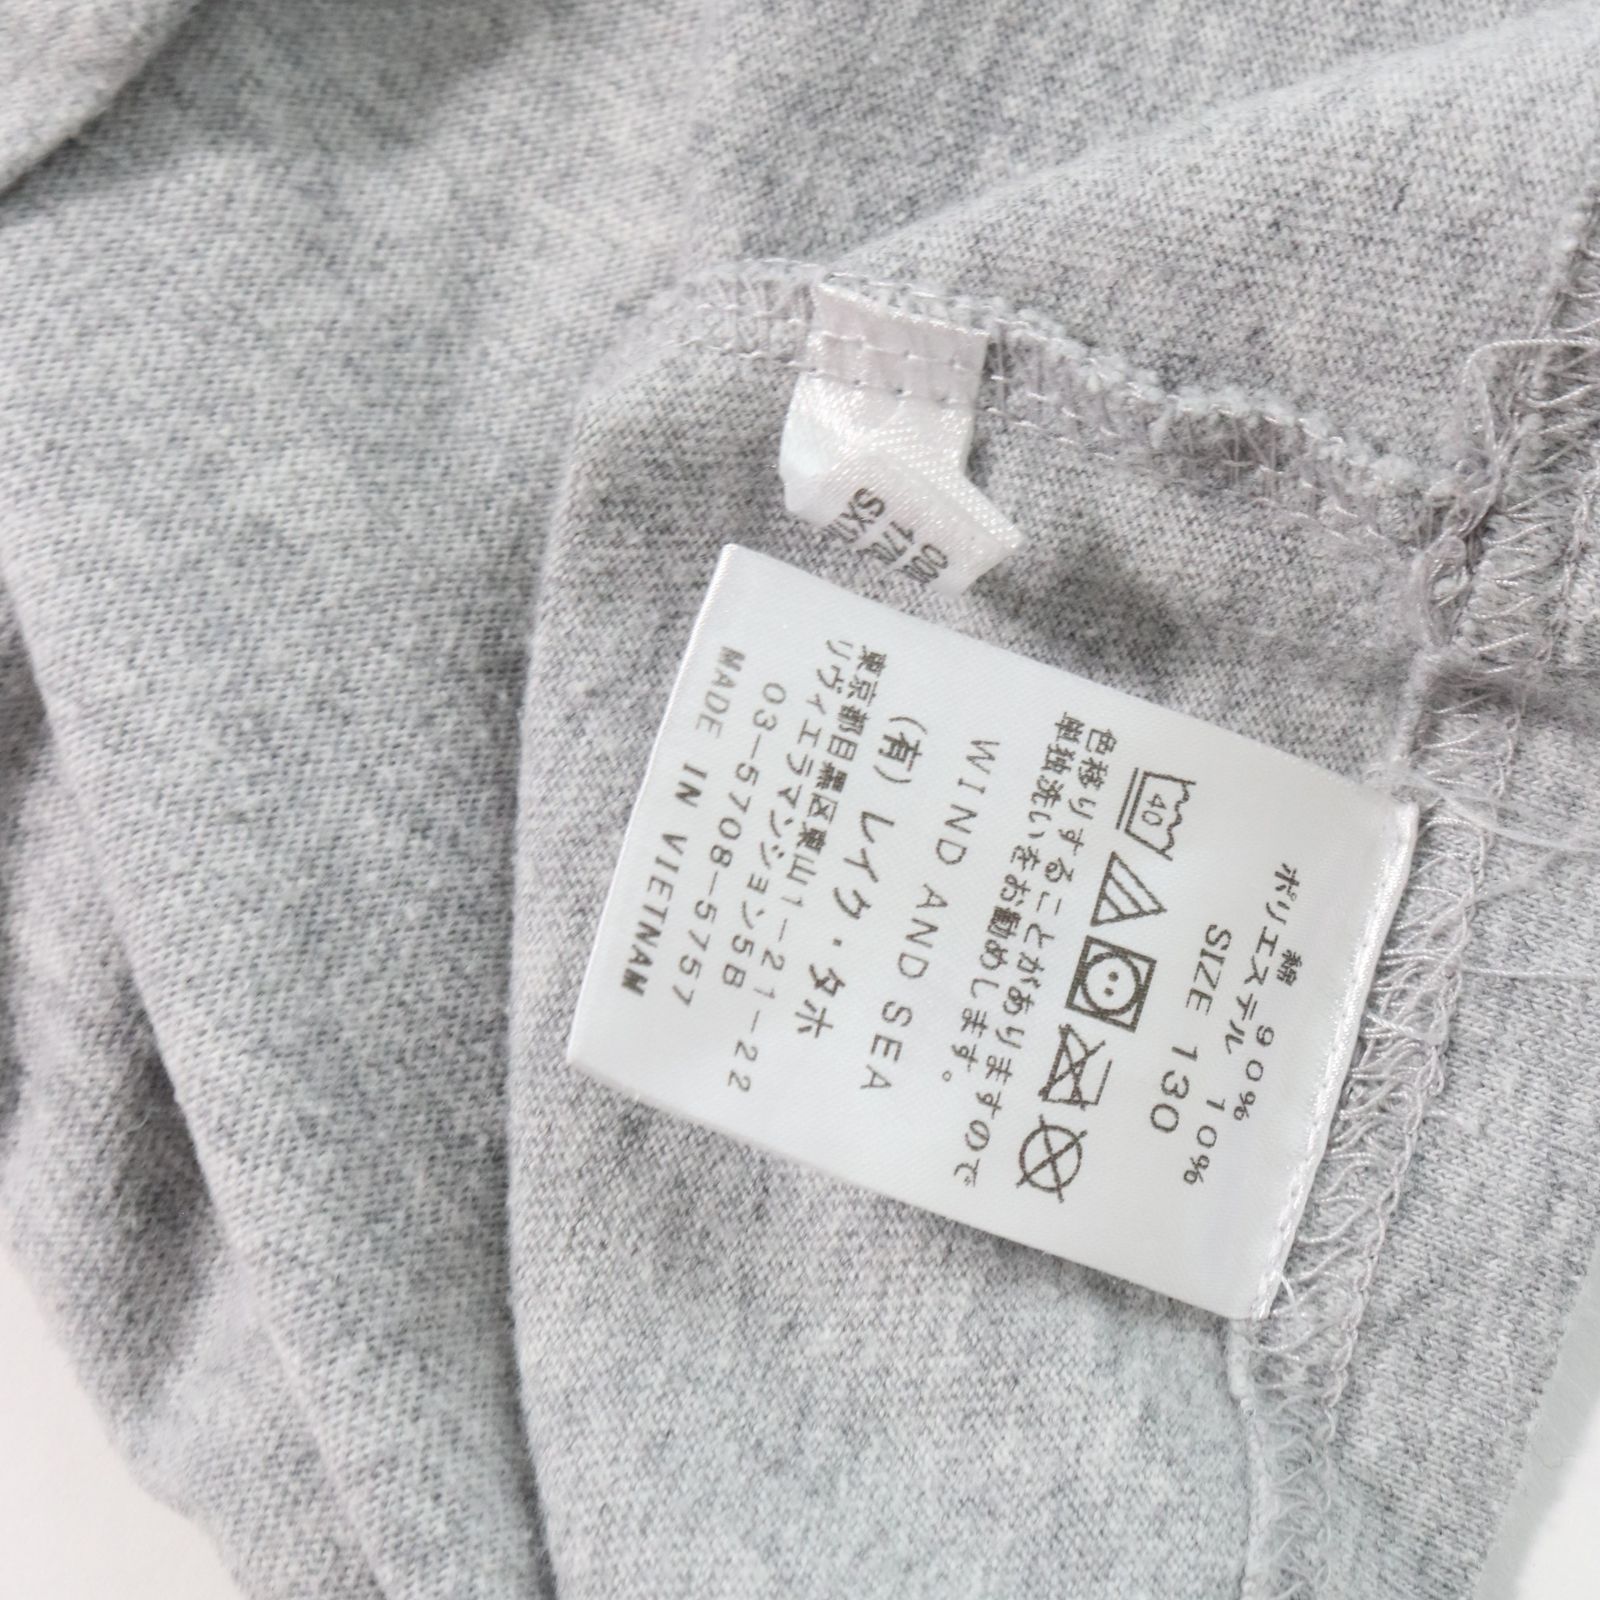 綿 90%
ポリエステル 10%
SIZE 130
40
色移りすることがありますので
単独洗いをお勧めします。
WIND AND SEA
(有)レイク・タホ
東京都目黒区東山1-21-22
リヴィエラマンション5B
03-5708-5757
MADE IN VIETNAM